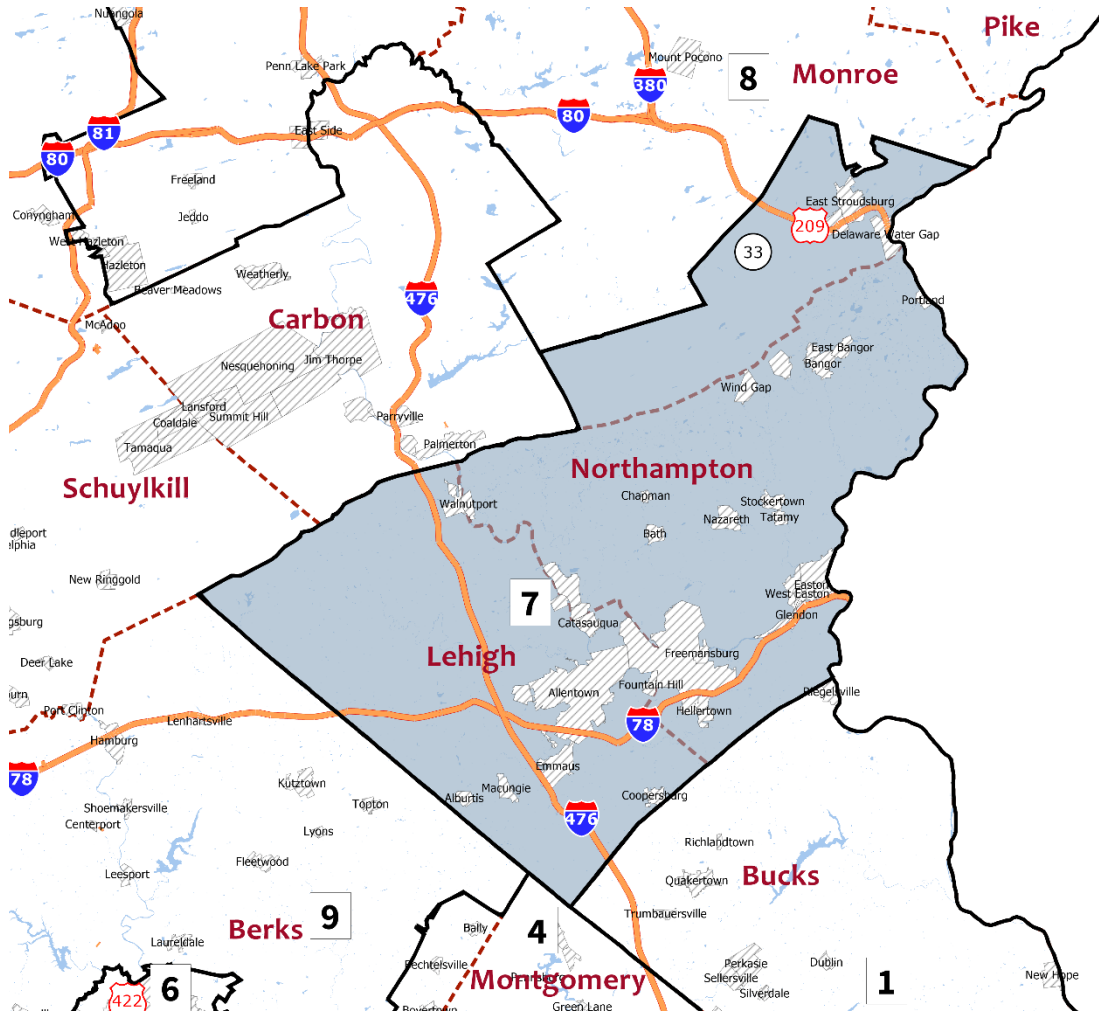 Nuangola
Pike
Penn Lake Park
Mount Pocono
8
Monroe
380
81
80
80
East Side
Freeland
Conyngham
Jeddo
East Stroudsburg
209
Delaware Water Gap
West Hazleton
Hazleton
33
Weatherly
Beaver Meadows
476
Portland
McAdoo
Carbon
Nesquehoning
Jim Thorpe
East Bangor
Bangor
Wind Gap
Lansford
Summit Hill
Coaldale
Parryville
Tamaqua
Palmerton
Northampton
Schuylkill
Walnutport
Chapman
Stockertown
Nazareth
Tatamy
Bath
dleport
elphia
New Ringgold
Easton
West Easton
7
Glendon
gsburg
Catasauqua
Deer Lake
Lehigh
Freemansburg
Fountain Hill
Allentown
Riegelsville
urn
Port Clinton
Lenhartsville
Hellertown
78
Hamburg
78
Emmaus
Kutztown
Macungie
Alburtis
Coopersburg
Topton
Shoemakersville
Centerport
476
Lyons
Richlandtown
Fleetwood
Leesport
Bucks
Quakertown
9
Trumbauersville
Berks
Bally
4
Laureldale
Bechtelsville
Perkasie
Dublin
Sellersville
Montgomery
New Hope
6
422
Silverdale
1
Green Lane
Boyertown